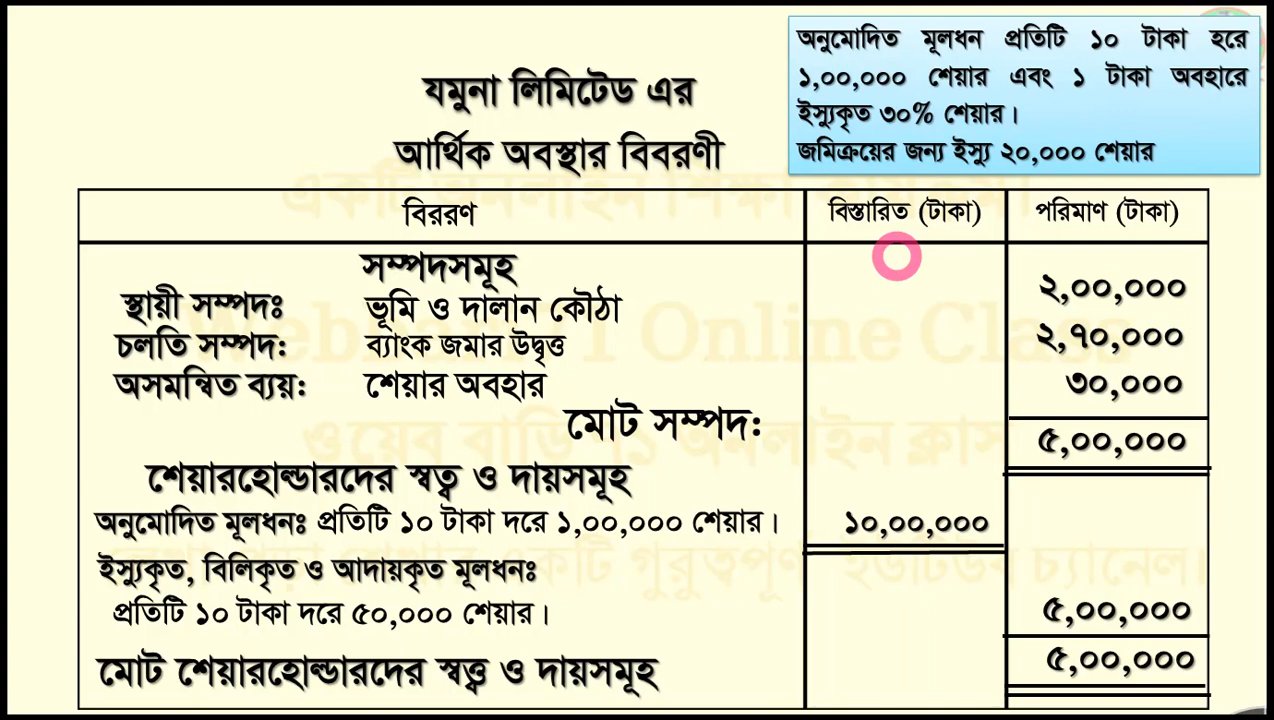 অনুমোদিত মূলধন প্রতিটি ১০ টাকা হরে
১,০০,০০০ শেয়ার এবং ১ টাকা অবহারে
ইস্যুকৃত ৩০% শেয়ার।
জমিক্রয়ের জন্য ইস্যু ২০,০০০ শেয়ার
যমুনা লিমিটেড এর
আর্থিক অবস্থার বিবরণী
বিররণ বিস্তারিত (টাকা) পরিমাণ (টাকা)
সম্পদসমূহ
স্থায়ী সম্পদঃ ভূমি ও দালান কৌঠা ২,০০,০০০
চলতি সম্পদ: ব্যাংক জমার উদ্বৃত্ত ২,৭০,০০০
অসমন্বিত ব্যয়: শেয়ার অবহার ৩০,০০০
মোট সম্পদ: ৫,০০,০০০
শেয়ারহোল্ডারদের স্বত্ব ও দায়সমূহ
অনুমোদিত মূলধনঃ প্রতিটি ১০ টাকা দরে ১,০০,০০০ শেয়ার। ১০,০০,০০০
ইস্যুকৃত, বিলিকৃত ও আদায়কৃত মূলধনঃ
প্রতিটি ১০ টাকা দরে ৫০,০০০ শেয়ার। ৫,০০,০০০
মোট শেয়ারহোল্ডারদের স্বত্ত্ব ও দায়সমূহ ৫,০০,০০০